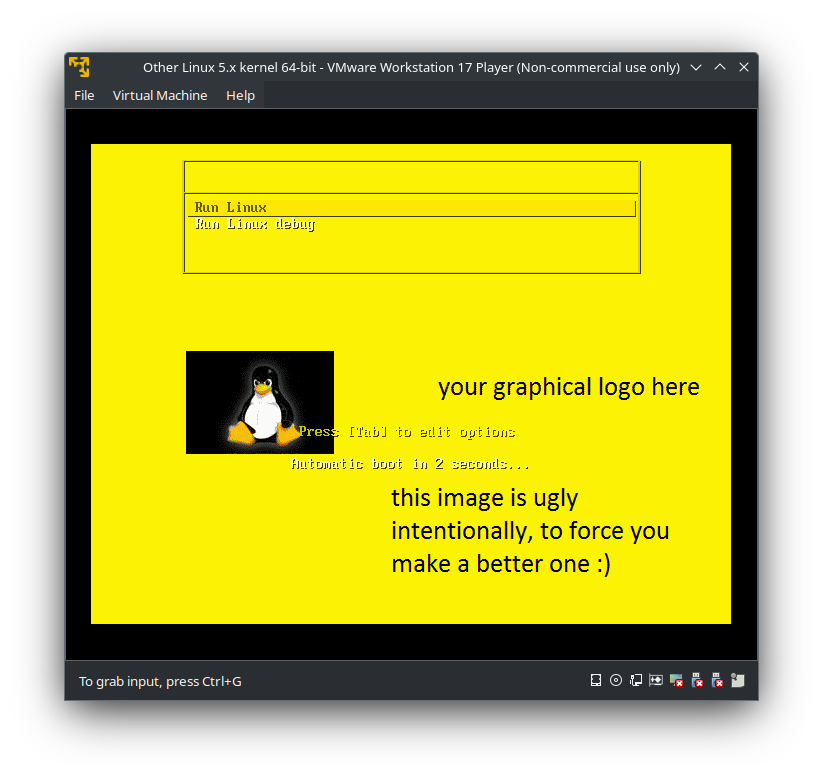 Other Linux 5.x kernel 64-bit - VMware Workstation 17 Player (Non-commercial use only)
File Virtual Machine Help
Run Linux
Run Linux debug
your graphical logo here
Press [Tab] to edit options
Automatic boot in 2 seconds...
this image is ugly
intentionally, to force you
make a better one :)
To grab input, press Ctrl+G